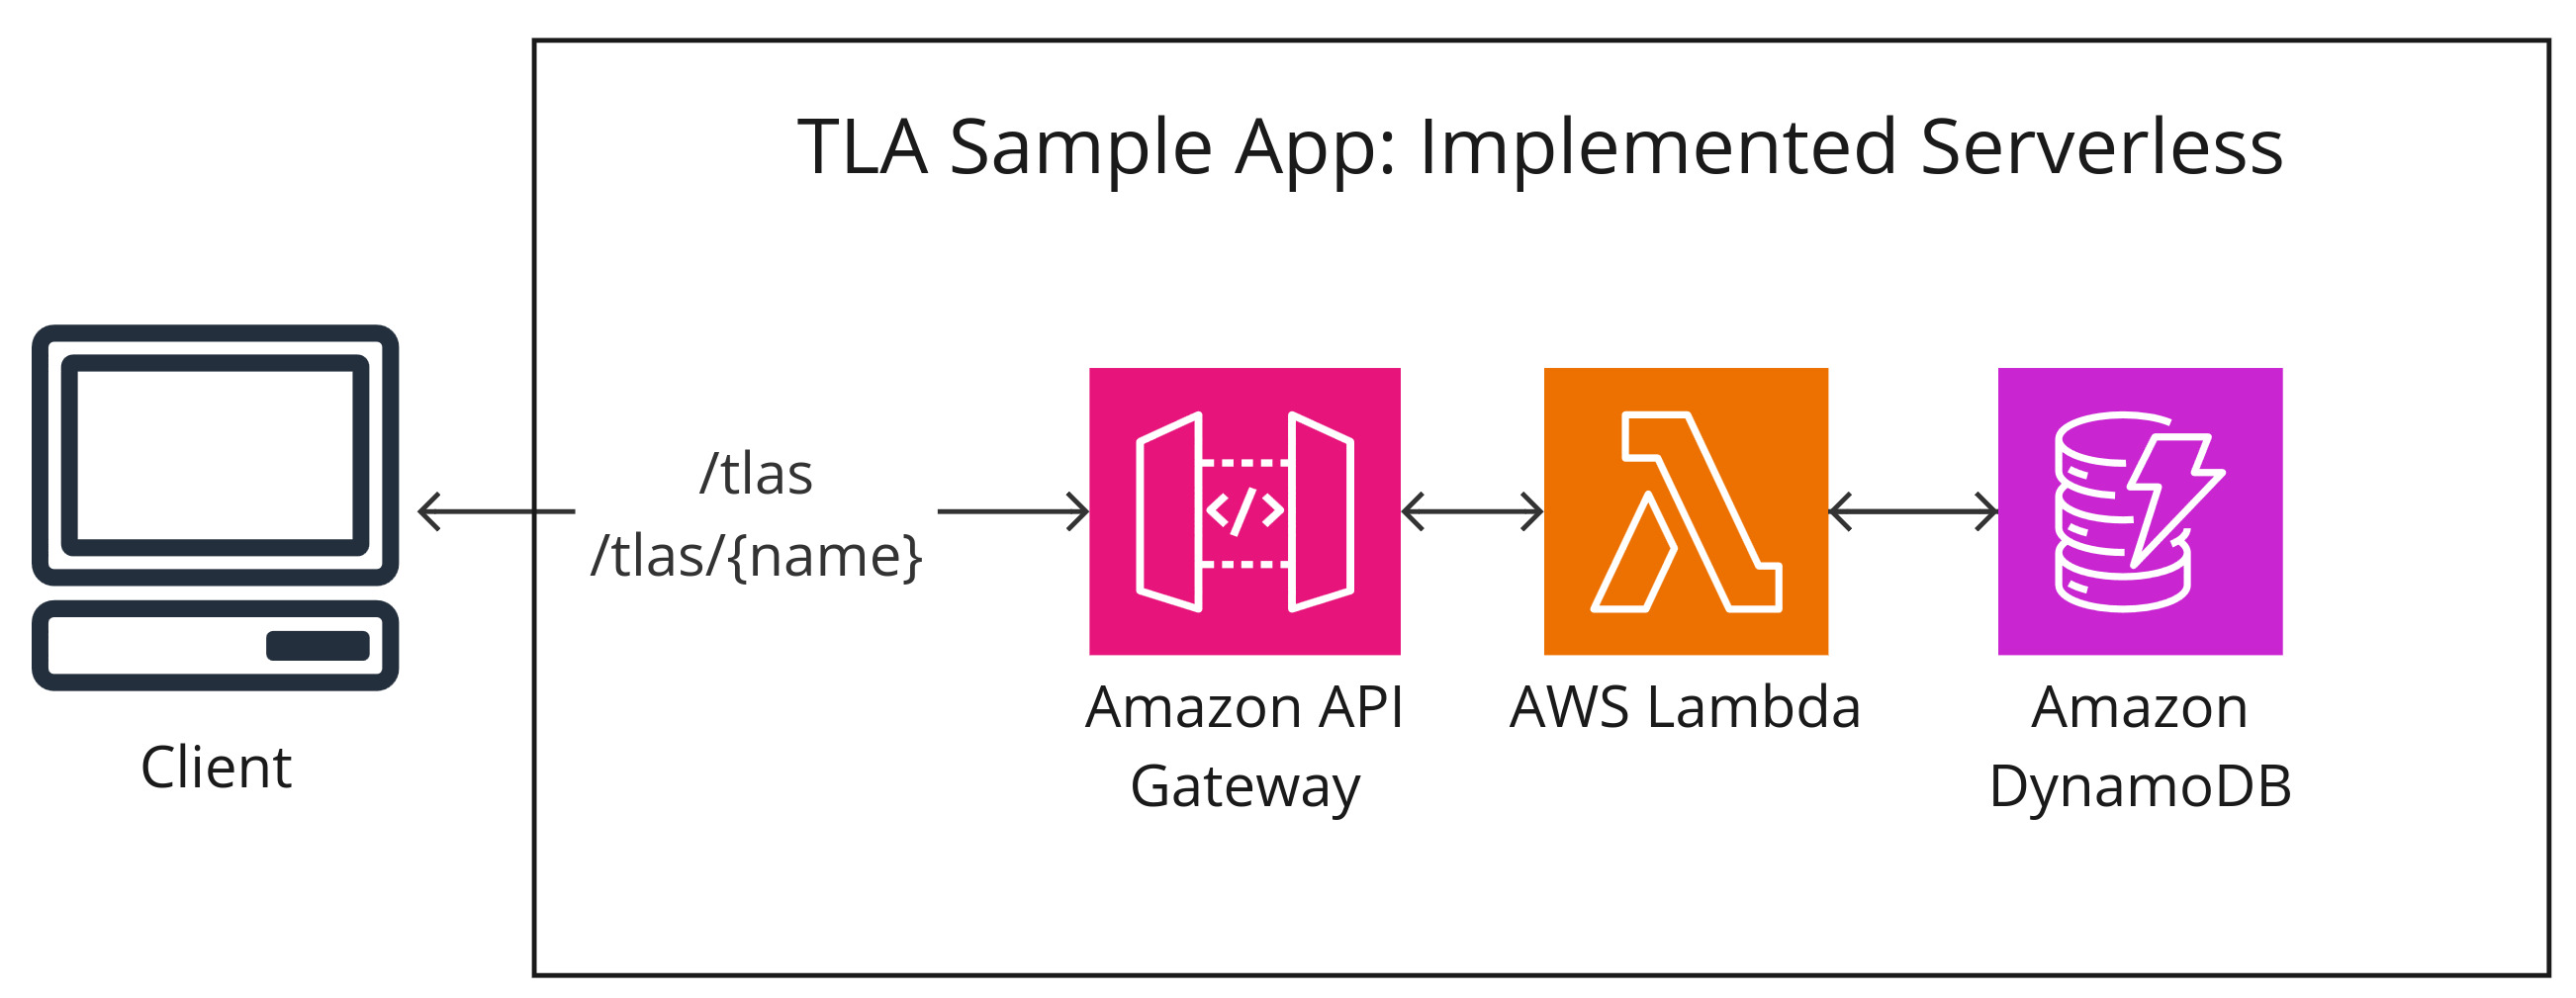 TLA Sample App: Implemented Serverless
/tlas
/tlas/{name}
</>
Client
Amazon API
Gateway
AWS Lambda
Amazon
DynamoDB